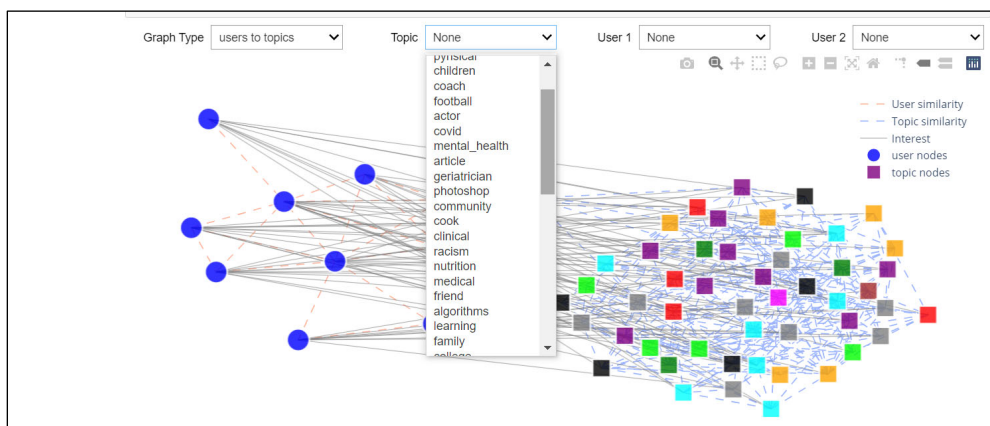 Graph Type users to topics Topic None User 1 None User 2 None
children
coach
football
actor
covid
mental_health
article
geriatrician
photoshop
community
cook
clinical
racism
nutrition
medical
friend
algorithms
learning
family
User similarity
Topic similarity
Interest
user nodes
topic nodes